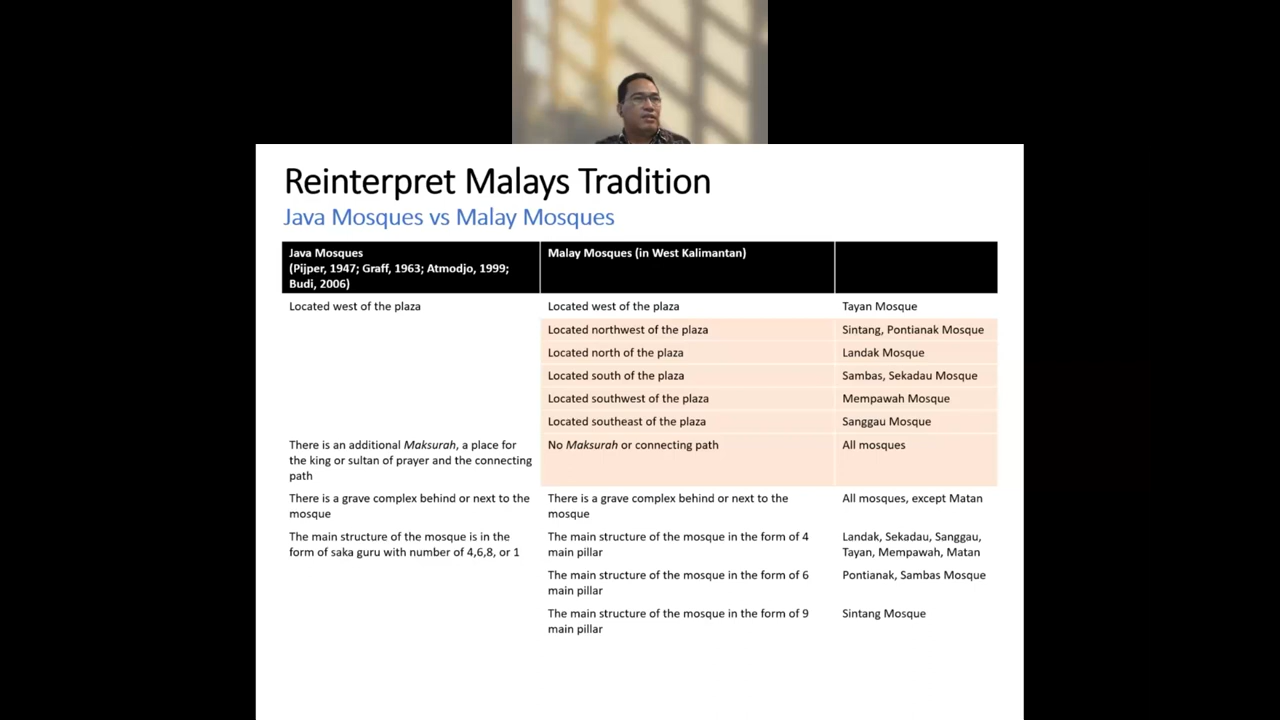 Reinterpret Malays Tradition
Java Mosques vs Malay Mosques
Java Mosques
(Pijper, 1947; Graff, 1963; Atmodjo, 1999;
Budi, 2006)
Malay Mosques (in West Kalimantan)
Located west of the plaza
Located west of the plaza
Tayan Mosque
Located northwest of the plaza
Sintang, Pontianak Mosque
Located north of the plaza
Landak Mosque
Located south of the plaza
Sambas, Sekadau Mosque
Located southwest of the plaza
Mempawah Mosque
Located southeast of the plaza
Sanggau Mosque
There is an additional Maksurah, a place for
the king or sultan of prayer and the connecting
path
No Maksurah or connecting path
All mosques
There is a grave complex behind or next to the
mosque
There is a grave complex behind or next to the
mosque
All mosques, except Matan
The main structure of the mosque is in the
form of saka guru with number of 4,6,8, or 1
The main structure of the mosque in the form of 4
main pillar
Landak, Sekadau, Sanggau,
Tayan, Mempawah, Matan
The main structure of the mosque in the form of 6
main pillar
Pontianak, Sambas Mosque
The main structure of the mosque in the form of 9
main pillar
Sintang Mosque